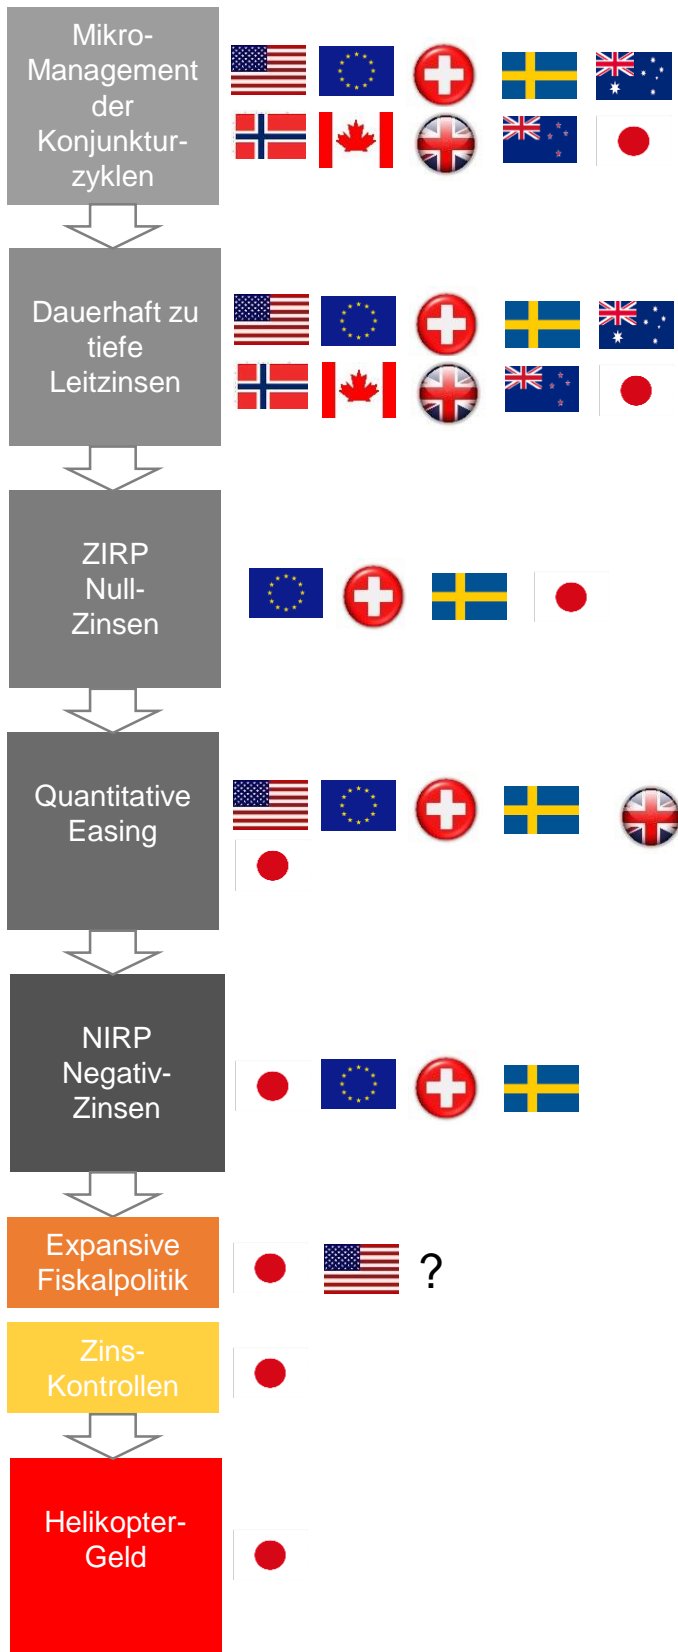 Mikro-
Management
der
Konjunktur-
zyklen
Dauerhaft zu
tiefe
Leitzinsen
ZIRP
Null-
Zinsen
Quantitative
Easing
NIRP
Negativ-
Zinsen
Expansive
Fiskalpolitik
?
Zins-
Kontrollen
Helikopter-
Geld